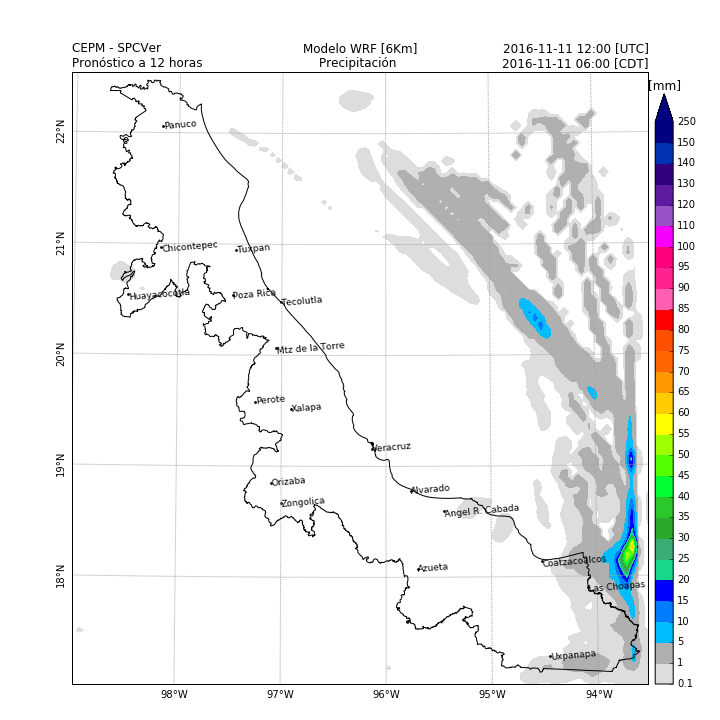 CEPM - SPCVer
Modelo WRF [6Km]
2016-11-11 12:00 [UTC]
Pronóstico a 12 horas
Precipitación
2016-11-11 06:00 [CDT]
[mm]
250
150
140
130
120
110
100
95
90
85
80
75
70
65
60
55
50
45
40
35
30
25
20
15
10
5
1
0.1
22°N
21°N
20°N
19°N
18°N
Panuco
Chicontepec
Tuxpan
Huayacocotla
Poza Rica
Tecolutla
Mtz de la Torre
Perote
Xalapa
Veracruz
Orizaba
Alvarado
Zongolica
Angel R. Cabada
Coatzacoalcos
Azueta
Las Choapas
Uxpanapa
98°W
97°W
96°W
95°W
94°W